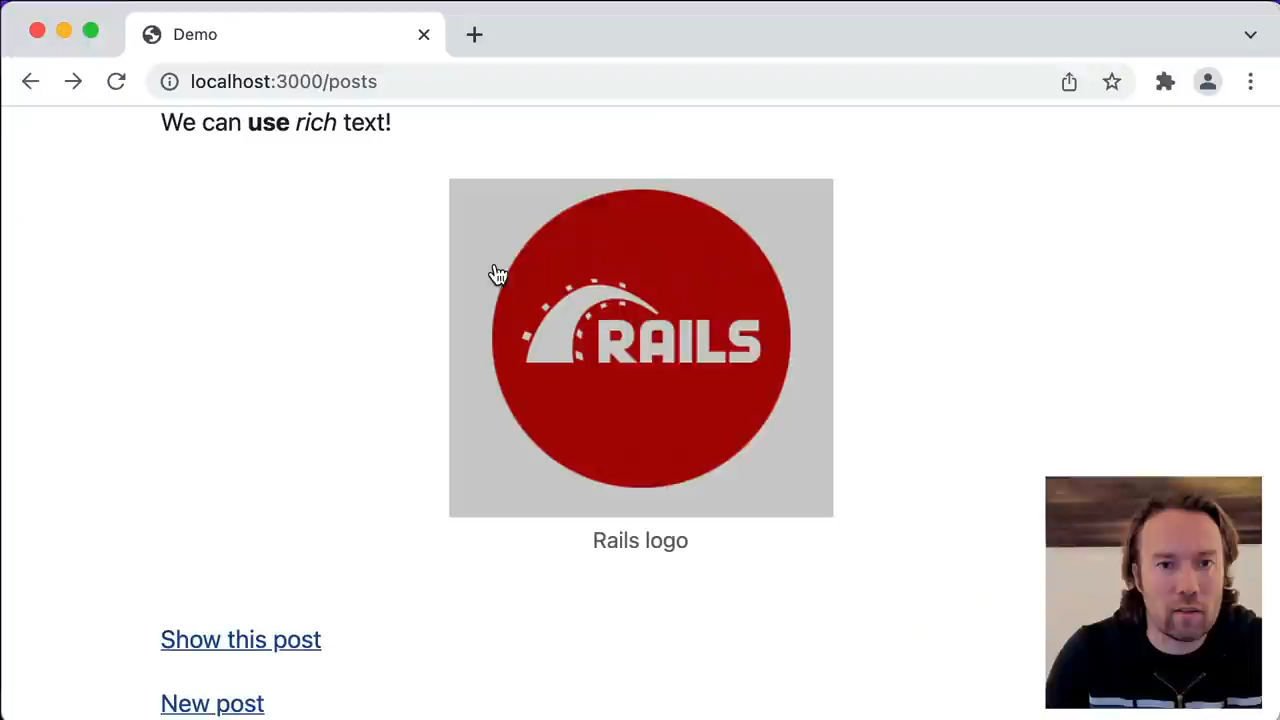 Demo
localhost:3000/posts
We can use rich text!
RAILS
Rails logo
Show this post
New post